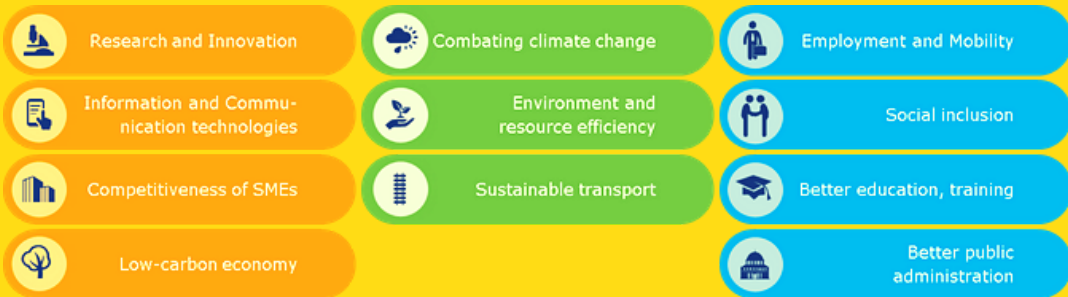 Research and Innovation
Information and Commu-
nication technologies
Competitiveness of SMEs
Low-carbon economy
Combating climate change
Environment and
resource efficiency
Sustainable transport
Employment and Mobility
Social inclusion
Better education, training
Better public
administration